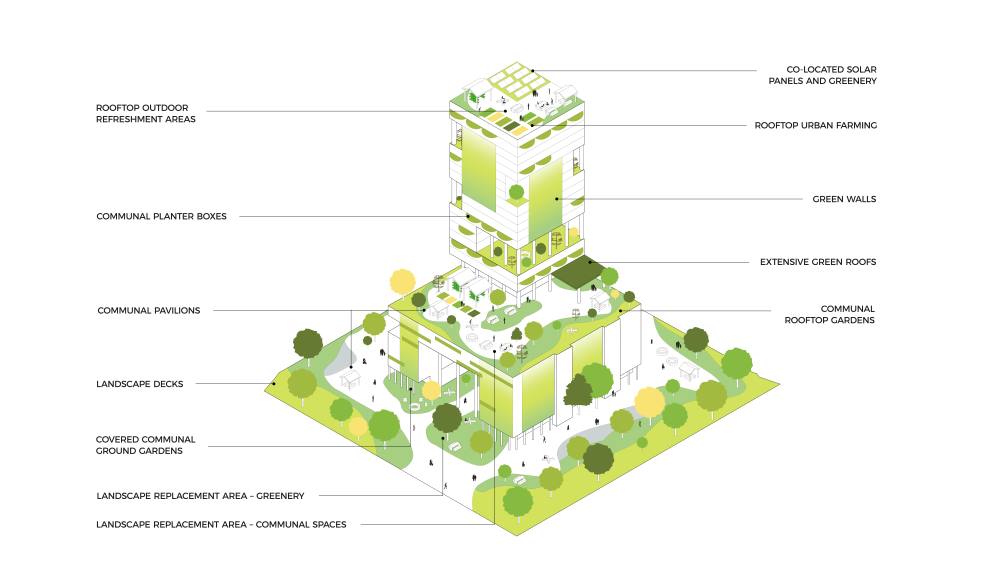 CO-LOCATED SOLAR
PANELS AND GREENERY
ROOFTOP OUTDOOR
REFRESHMENT AREAS
ROOFTOP URBAN FARMING
GREEN WALLS
COMMUNAL PLANTER BOXES
EXTENSIVE GREEN ROOFS
COMMUNAL PAVILIONS
COMMUNAL
ROOFTOP GARDENS
LANDSCAPE DECKS
COVERED COMMUNAL
GROUND GARDENS
LANDSCAPE REPLACEMENT AREA – GREENERY
LANDSCAPE REPLACEMENT AREA – COMMUNAL SPACES